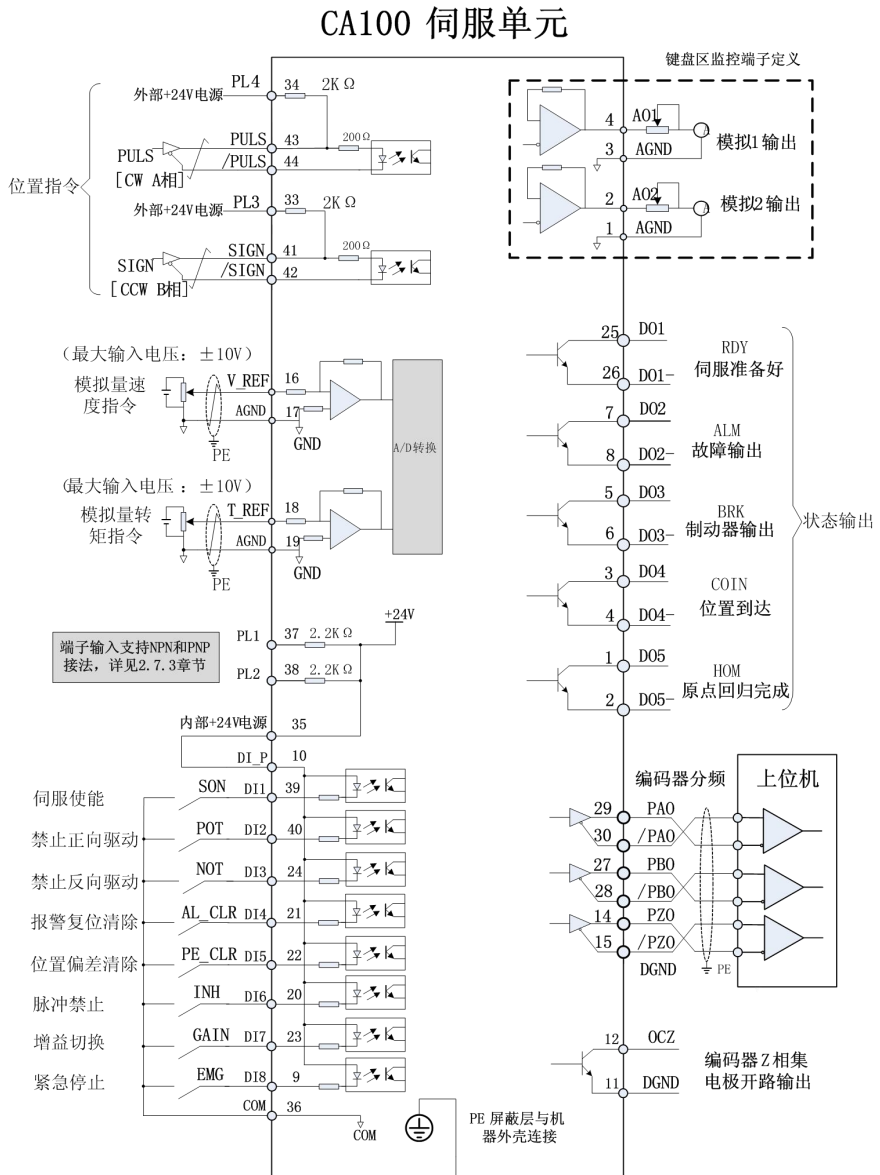 CA100 伺服单元
键盘区监控端子定义
外部+24V电源 PL4 34 2KΩ
PULS 43 200Ω
/PULS 44
PULS
[CW A相]
位置指令
外部+24V电源 PL3 33 2KΩ
SIGN 41 200Ω
/SIGN 42
SIGN
[CCW B相]
4 AO1
3 AGND
A
模拟1输出
2 AO2
1 AGND
A
模拟2输出
(最大输入电压：±10V)
模拟量速
度指令
V_REF 16
AGND 17
GND
PE
A/D转换
(最大输入电压：±10V)
模拟量转
矩指令
T_REF 18
AGND 19
GND
PE
25 DO1
26 DO1-
RDY
伺服准备好
7 DO2
8 DO2-
ALM
故障输出
5 DO3
6 DO3-
BRK
制动器输出
状态输出
3 DO4
4 DO4-
COIN
位置到达
1 DO5
2 DO5-
HOM
原点回归完成
端子输入支持NPN和PNP
接法，详见2.7.3章节
+24V
PL1 37 2.2KΩ
PL2 38 2.2KΩ
内部+24V电源 35
DI_P 10
伺服使能 SON DI1 39
禁止正向驱动 POT DI2 40
禁止反向驱动 NOT DI3 24
报警复位清除 AL_CLR DI4 21
位置偏差清除 PE_CLR DI5 22
脉冲禁止 INH DI6 20
增益切换 GAIN DI7 23
紧急停止 EMG DI8 9
COM 36
COM
PE 屏蔽层与机
器外壳连接
编码器分频
上位机
29 PAO
30 /PAO
27 PBO
28 /PBO
14 PZO
15 /PZO
DGND
PE
12 OCZ
11 DGND
编码器Z相集
电极开路输出